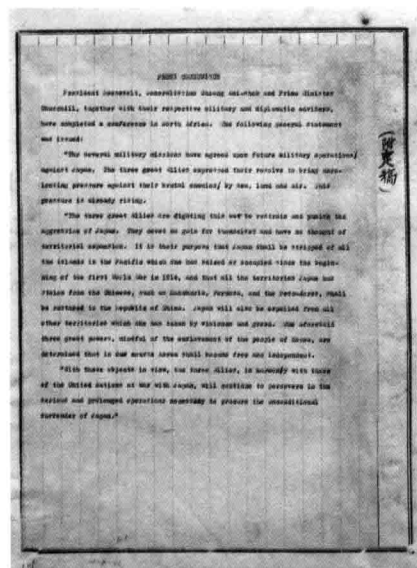 PRESS COMMUNIQUE
President Roosevelt, Generalissimo Chiang Kai-shek and Prime Minister
Churchill, together with their respective military and diplomatic advisers,
have completed a conference in North Africa. The following general statement
was issued:
"The several military missions have agreed upon future military operations
against Japan. The three great Allies expressed their resolve to bring unre-
lenting pressure against their brutal enemies by sea, land and air. This
pressure is already rising.
"The three great Allies are fighting this war to restrain and punish the
aggression of Japan. They covet no gain for themselves and have no thought of
territorial expansion. It is their purpose that Japan shall be stripped of all
the islands in the Pacific which she has seized or occupied since the begin-
ning of the first World War in 1914, and that all the territories Japan has
stolen from the Chinese, such as Manchuria, Formosa, and the Pescadores, shall
be restored to the Republic of China. Japan will also be expelled from all
other territories which she has taken by violence and greed. The aforesaid
three great powers, mindful of the enslavement of the people of Korea, are
determined that in due course Korea shall become free and independent.
"With these objects in view, the three Allies, in harmony with those
of the United Nations at war with Japan, will continue to persevere in the
serious and prolonged operations necessary to procure the unconditional
surrender of Japan."